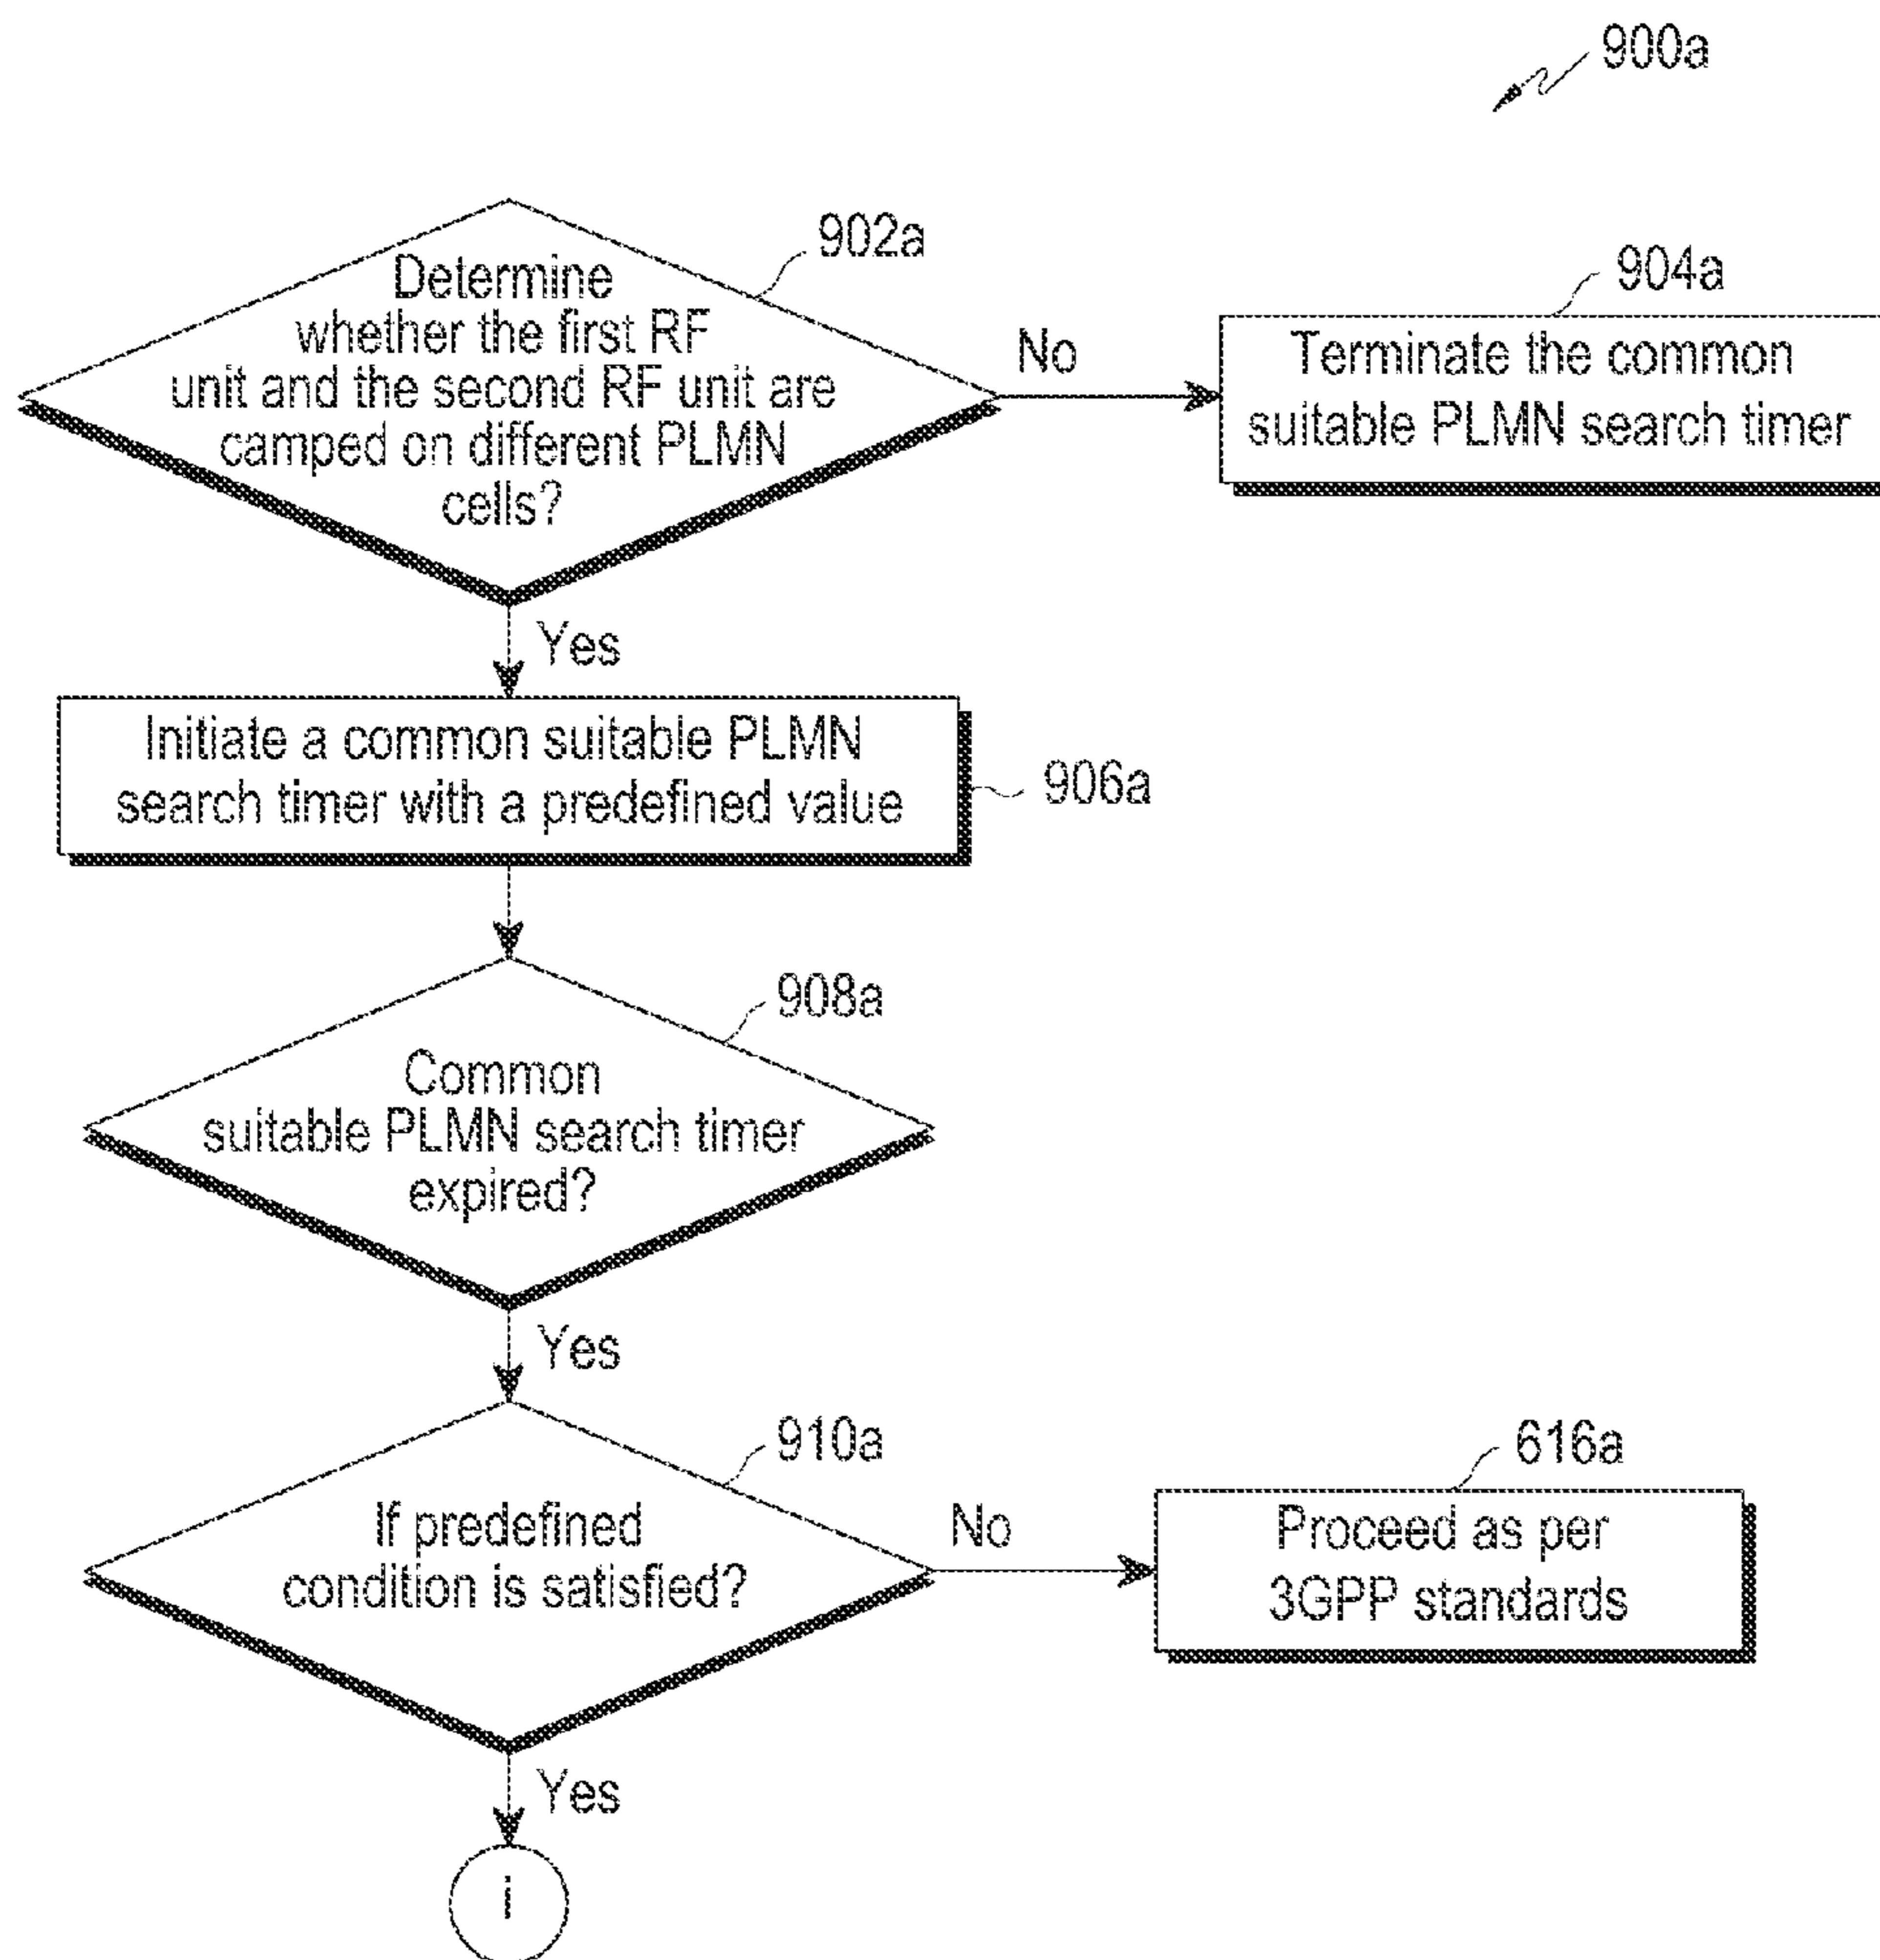 900a
902a
Determine
whether the first RF
unit and the second RF unit are
camped on different PLMN
cells?
No
904a
Terminate the common
suitable PLMN search timer
Yes
Initiate a common suitable PLMN
search timer with a predefined value
906a
908a
Common
suitable PLMN search timer
expired?
Yes
910a
If predefined
condition is satisfied?
No
616a
Proceed as per
3GPP standards
Yes
i